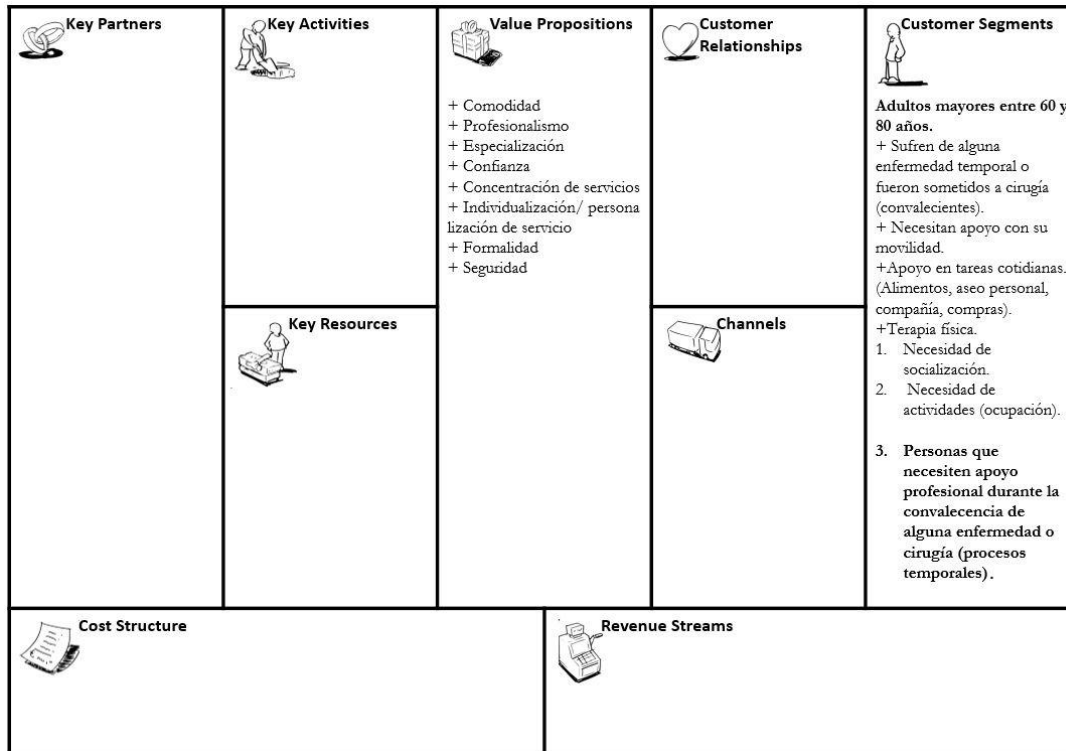 Key Partners
Key Activities
Value Propositions
+ Comodidad
+ Profesionalismo
+ Especialización
+ Confianza
+ Concentración de servicios
+ Individualización/ persona
lización de servicio
+ Formalidad
+ Seguridad
Customer
Relationships
Customer Segments
Adultos mayores entre 60 y
80 años.
+ Sufren de alguna
enfermedad temporal o
fueron sometidos a cirugía
(convalecientes).
+ Necesitan apoyo con su
movilidad.
+Apoyo en tareas cotidianas.
(Alimentos, aseo personal,
compañía, compras).
+Terapia física.
1. Necesidad de
socialización.
2. Necesidad de
actividades (ocupación).
3. Personas que
necesiten apoyo
profesional durante la
convalecencia de
alguna enfermedad o
cirugía (procesos
temporales).
Key Resources
Channels
Cost Structure
Revenue Streams